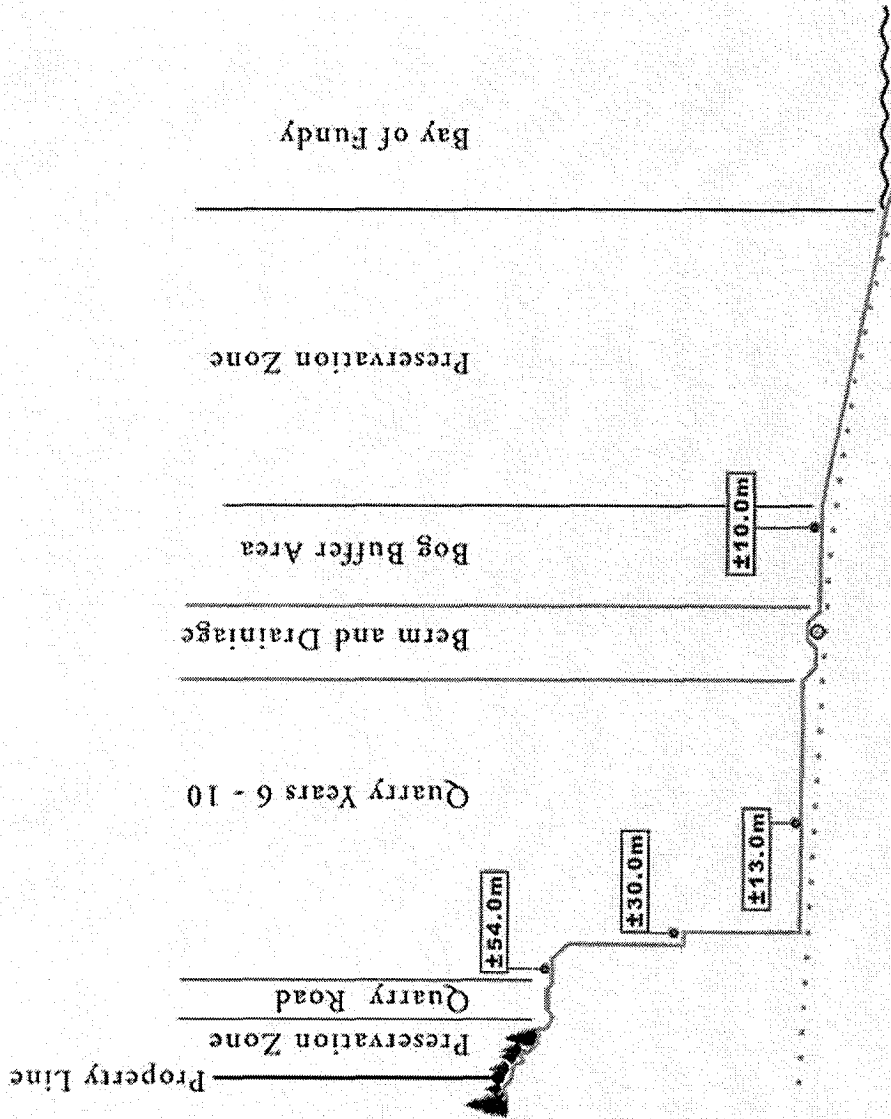 Property Line
Preservation Zone
Quarry Road
±54.0m
±30.0m
±13.0m
Quarry Years 6 - 10
Berm and Drainiage
Bog Buffer Area
±10.0m
Preservation Zone
Bay of Fundy